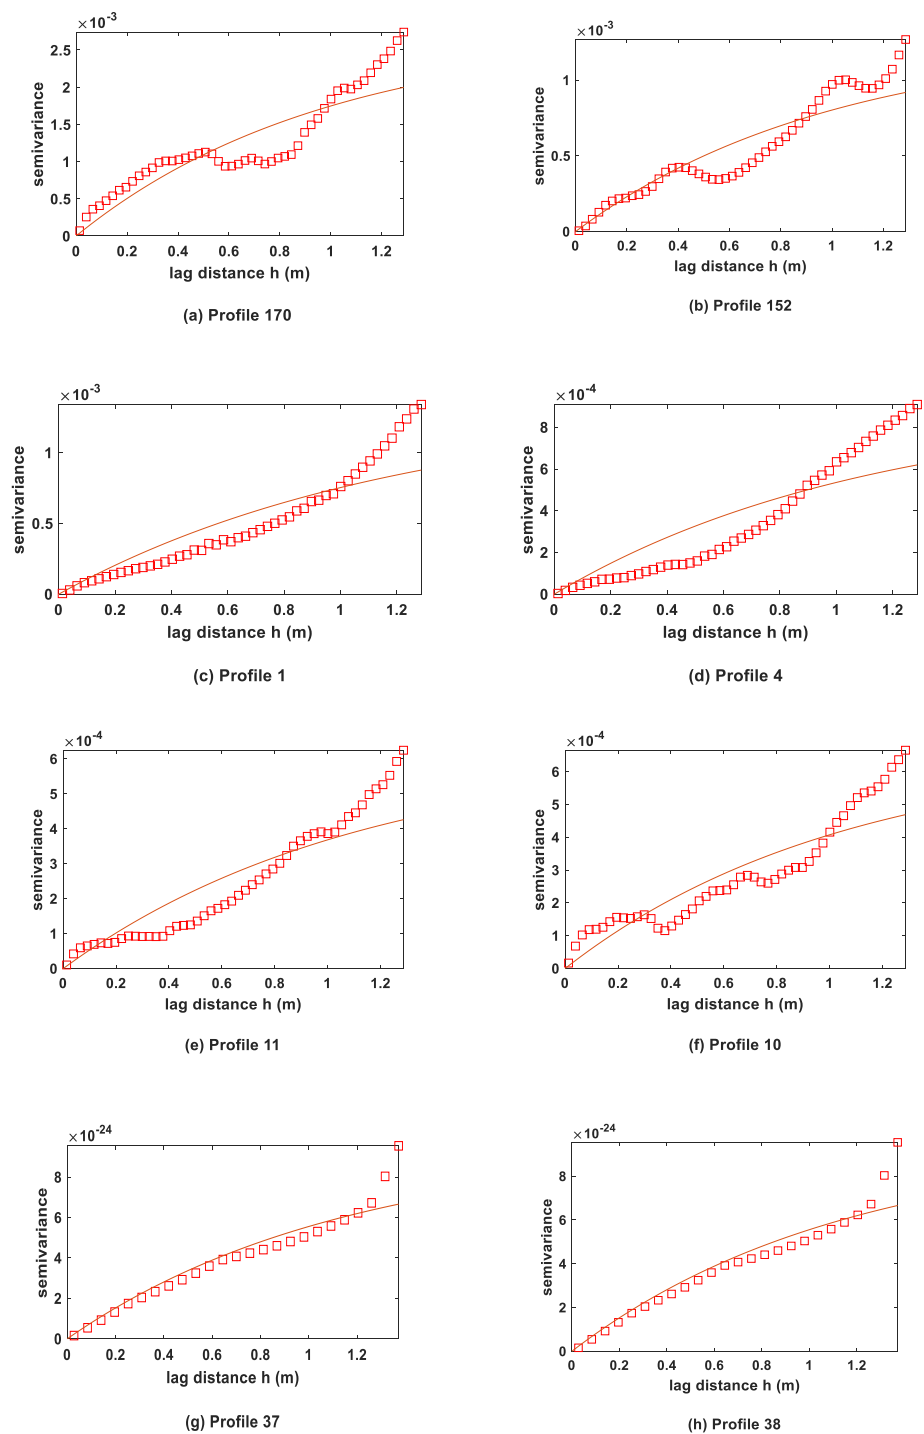 ×10-3
2.5
2
1.5
1
0.5
0
semivariance
0 0.2 0.4 0.6 0.8 1 1.2
lag distance h (m)
(a) Profile 170
×10-3
1
0.5
0
semivariance
0 0.2 0.4 0.6 0.8 1 1.2
lag distance h (m)
(b) Profile 152
×10-3
1
0.5
0
semivariance
0 0.2 0.4 0.6 0.8 1 1.2
lag distance h (m)
(c) Profile 1
×10-4
8
6
4
2
0
semivariance
0 0.2 0.4 0.6 0.8 1 1.2
lag distance h (m)
(d) Profile 4
×10-4
6
5
4
3
2
1
0
semivariance
0 0.2 0.4 0.6 0.8 1 1.2
lag distance h (m)
(e) Profile 11
×10-4
6
5
4
3
2
1
0
semivariance
0 0.2 0.4 0.6 0.8 1 1.2
lag distance h (m)
(f) Profile 10
×10-24
8
6
4
2
0
semivariance
0 0.2 0.4 0.6 0.8 1 1.2
lag distance h (m)
(g) Profile 37
×10-24
8
6
4
2
0
semivariance
0 0.2 0.4 0.6 0.8 1 1.2
lag distance h (m)
(h) Profile 38